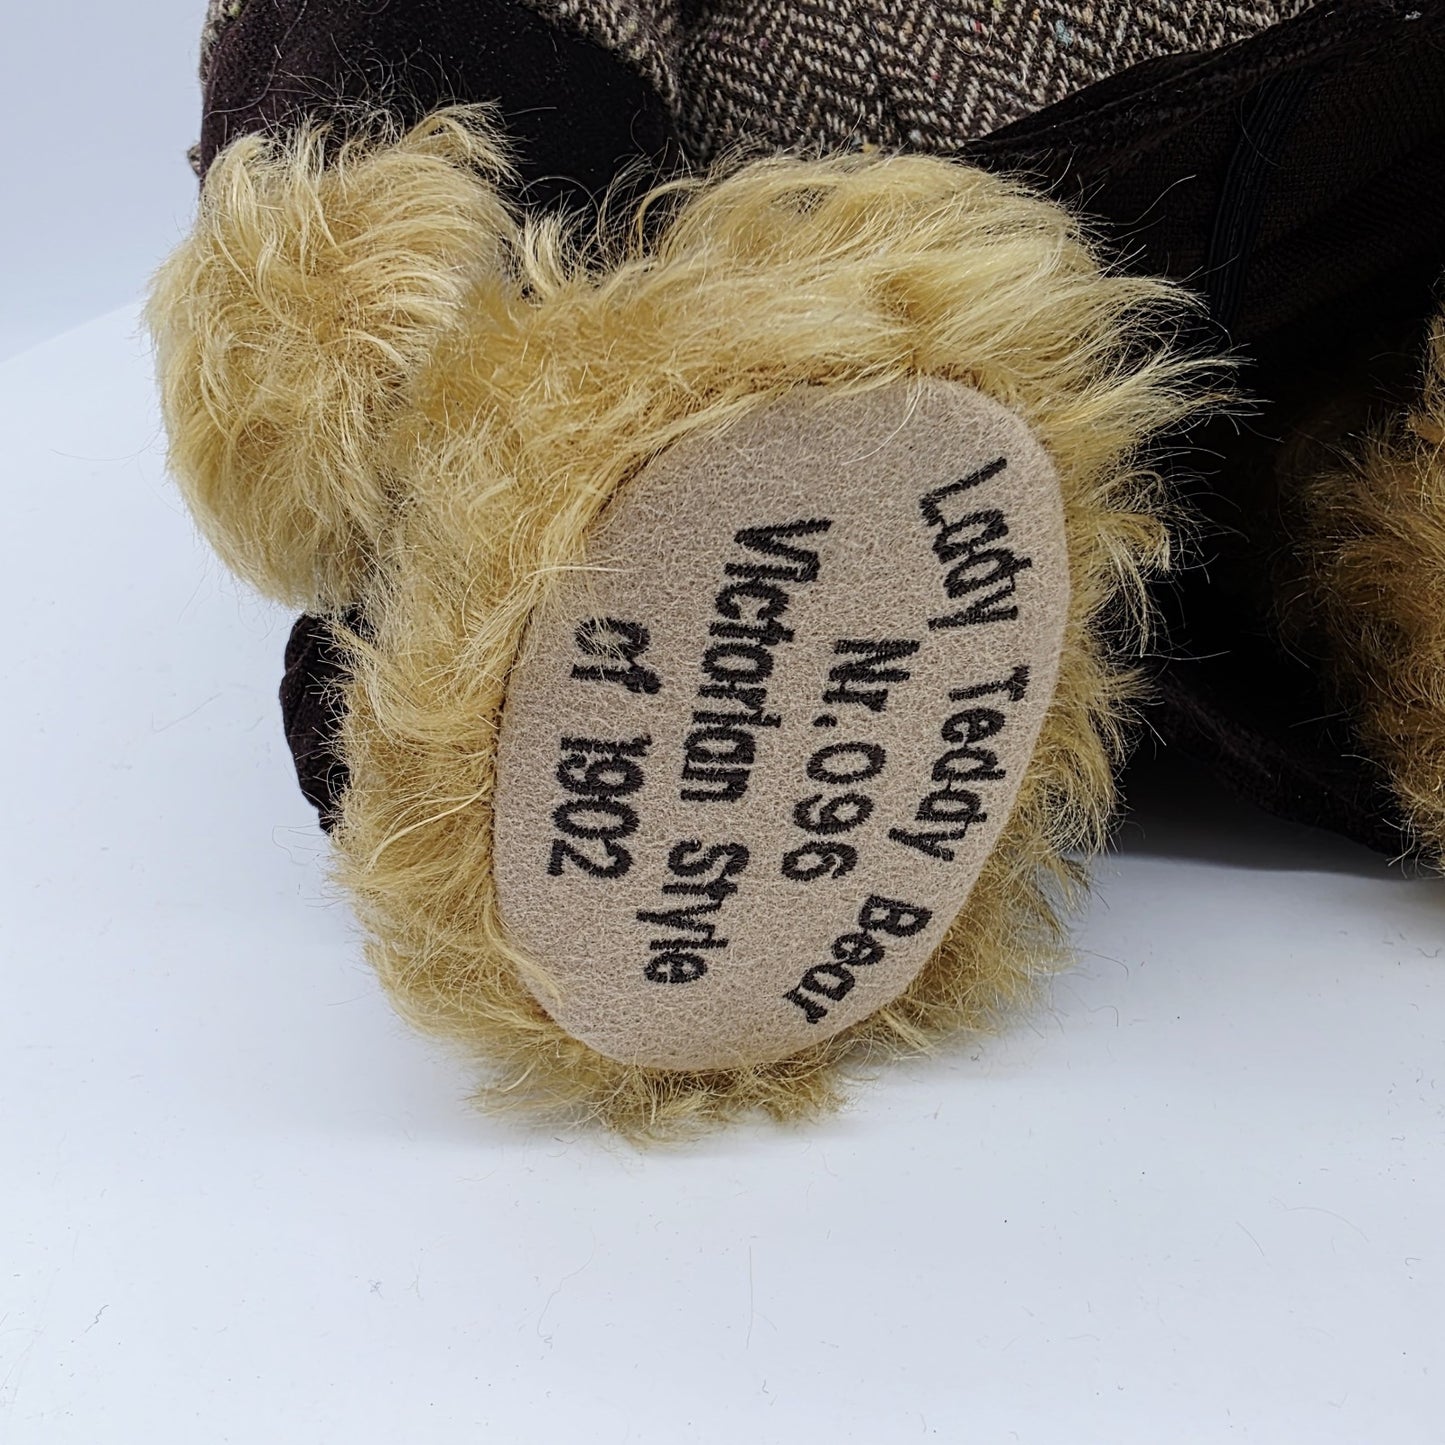 Lady Teddy Bear
Nr.096
Victorian Style
of 1902